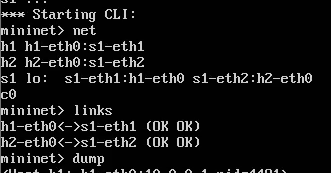 s1 ...
*** Starting CLI:
mininet> net
h1 h1-eth0:s1-eth1
h2 h2-eth0:s1-eth2
s1 lo:  s1-eth1:h1-eth0 s1-eth2:h2-eth0
c0
mininet> links
h1-eth0<->s1-eth1 (OK OK)
h2-eth0<->s1-eth2 (OK OK)
mininet> dump
<Host h1: h1-eth0:10.0.0.1 pid=4491>